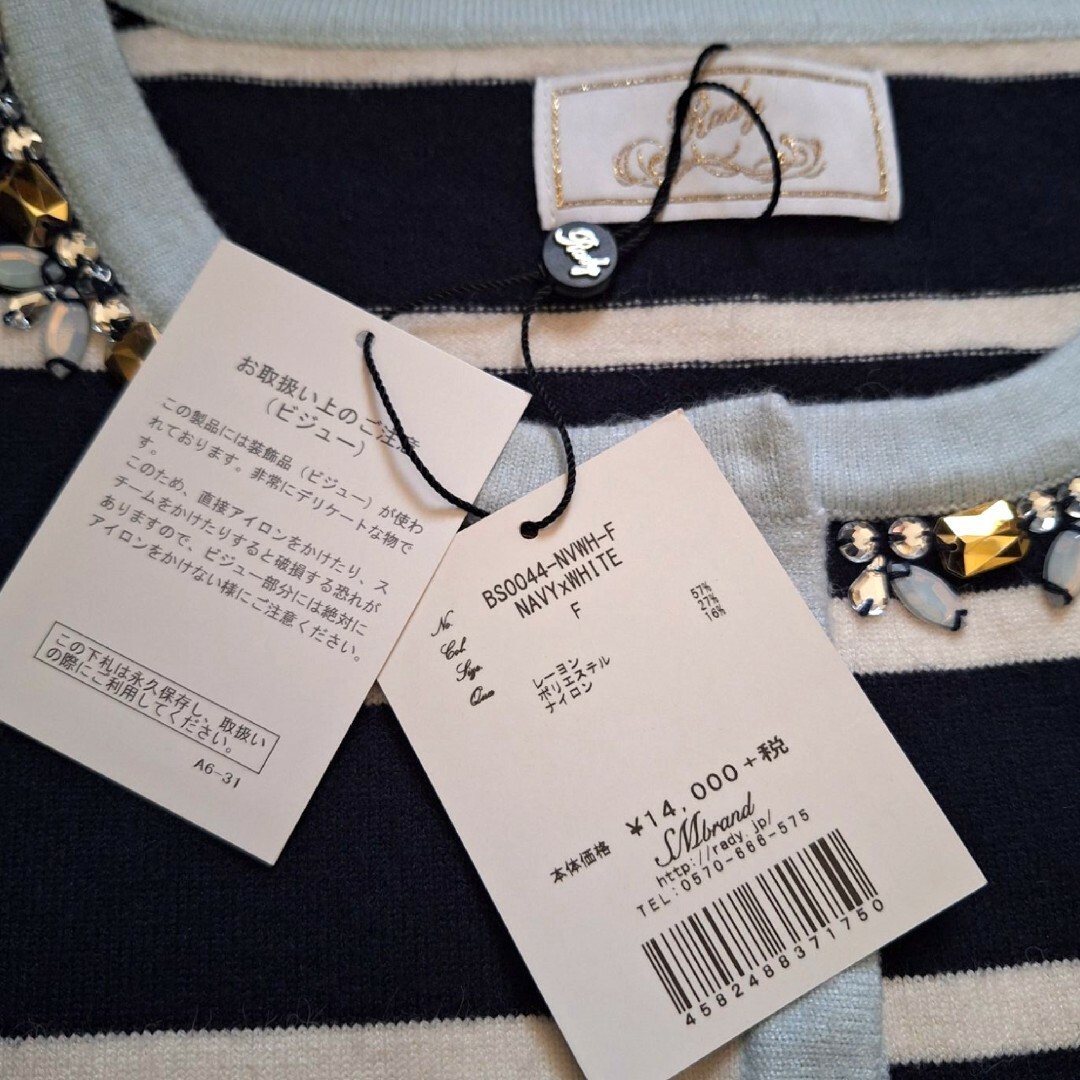 Rady
Rady
お取扱い上のご注意
(ビジュー)
この製品には装飾品(ビジュー)が使わ
れております。非常にデリケートな物で
す。
このため、直接アイロンをかけたり、ス
チームをかけたりすると破損する恐れが
ありますので、ビジュー部分には絶対に
アイロンをかけない様にご注意ください。
この下札は永久保存し、取扱い
の際にご利用してください。
A6-31
No. BS0044-NVWH-F
Col. NAVYxWHITE
Size. F
Qua レーヨン 57%
ポリエステル 27%
ナイロン 16%
本体価格 ¥14,000+税
SMbrand
http://rady.jp/
TEL:0570-666-575
4582488371750